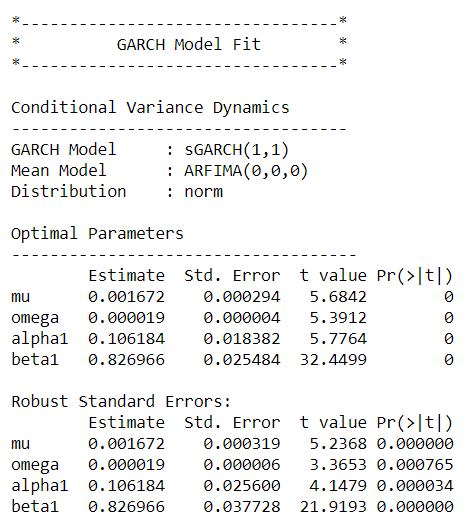 *---------------------------------*
*          GARCH Model Fit        *
*---------------------------------*
Conditional Variance Dynamics
-----------------------------------
GARCH Model     : sGARCH(1,1)
Mean Model      : ARFIMA(0,0,0)
Distribution    : norm
Optimal Parameters
------------------------------------
        Estimate  Std. Error  t value Pr(>|t|)
mu      0.001672    0.000294   5.6842        0
omega   0.000019    0.000004   5.3912        0
alpha1  0.106184    0.018382   5.7764        0
beta1   0.826966    0.025484  32.4499        0
Robust Standard Errors:
        Estimate  Std. Error  t value Pr(>|t|)
mu      0.001672    0.000319   5.2368 0.000000
omega   0.000019    0.000006   3.3653 0.000765
alpha1  0.106184    0.025600   4.1479 0.000034
beta1   0.826966    0.037728  21.9193 0.000000